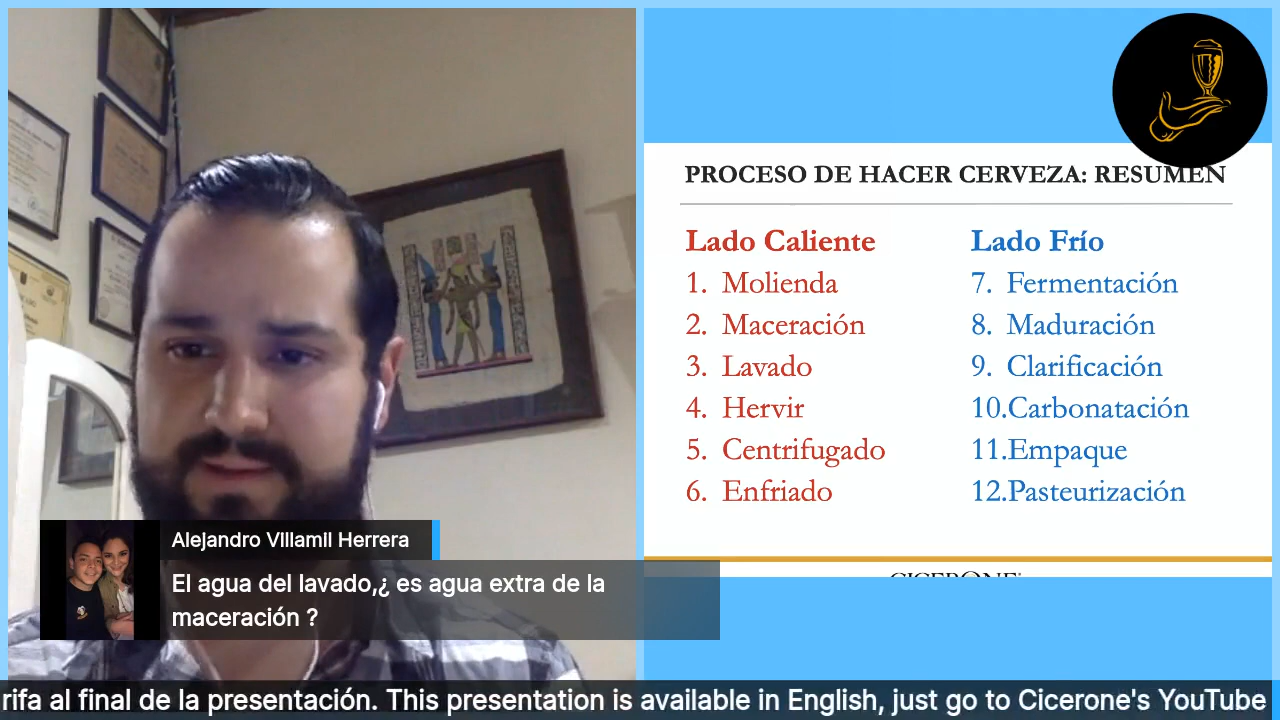 PROCESO DE HACER CERVEZA: RESUMEN
Lado Caliente
1. Molienda
2. Maceración
3. Lavado
4. Hervir
5. Centrifugado
6. Enfriado
Lado Frío
7. Fermentación
8. Maduración
9. Clarificación
10.Carbonatación
11.Empaque
12.Pasteurización
CICERONE
Alejandro Villamil Herrera
El agua del lavado,¿ es agua extra de la
maceración ?
rifa al final de la presentación. This presentation is available in English, just go to Cicerone's YouTube